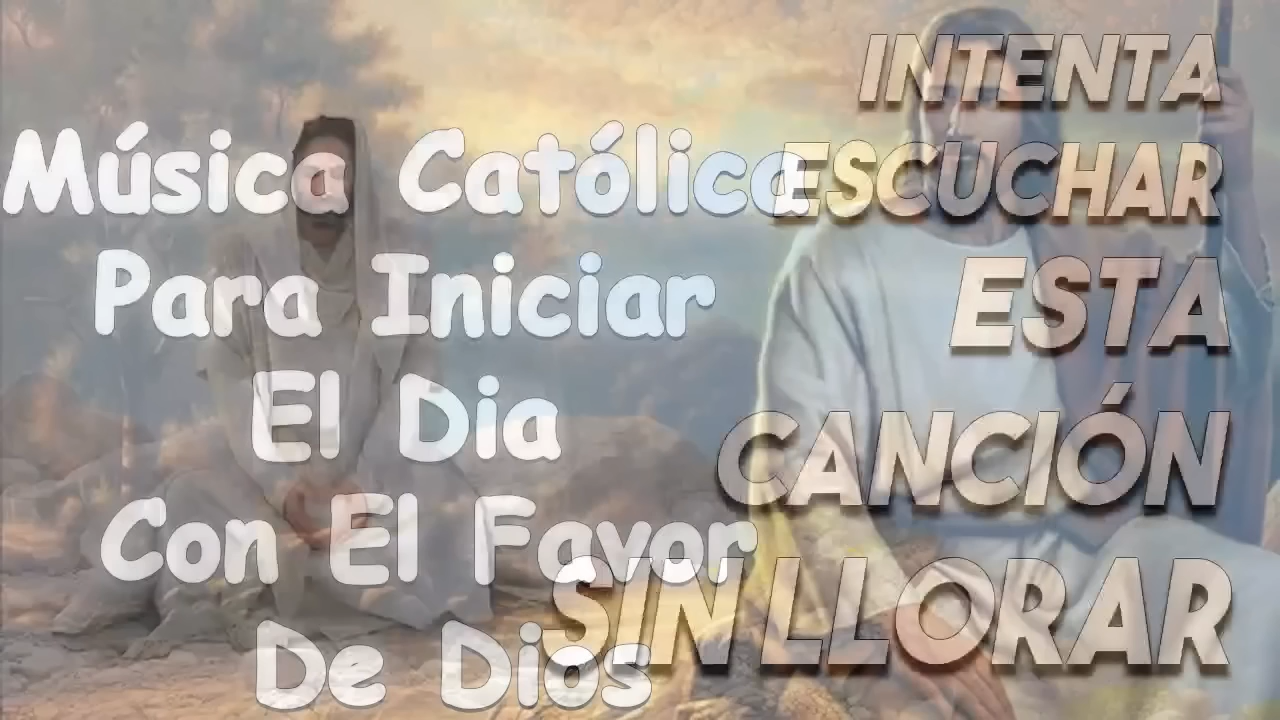 Música Católica
Para Iniciar
El Dia
Con El Favor
De Dios
INTENTA
ESCUCHAR
ESTA
CANCIÓN
SIN LLORAR